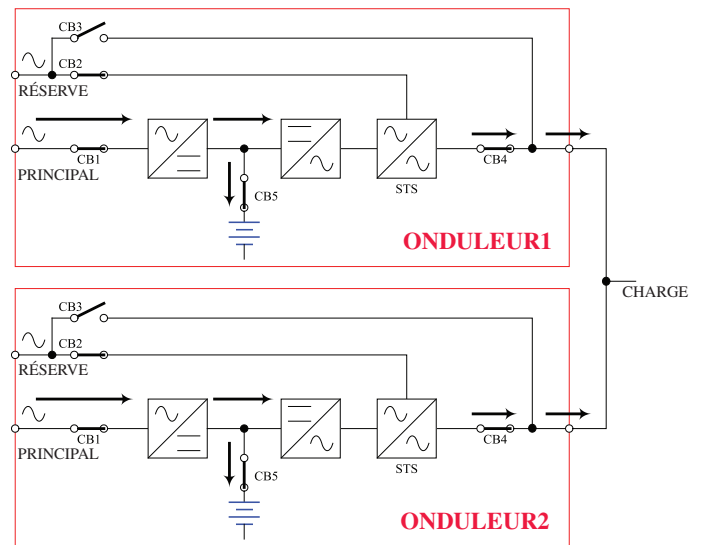 CB3
CB2
RÉSERVE
CB1
PRINCIPAL
CB5
STS
CB4
ONDULEUR1
CHARGE
CB3
CB2
RÉSERVE
CB1
PRINCIPAL
CB5
STS
CB4
ONDULEUR2